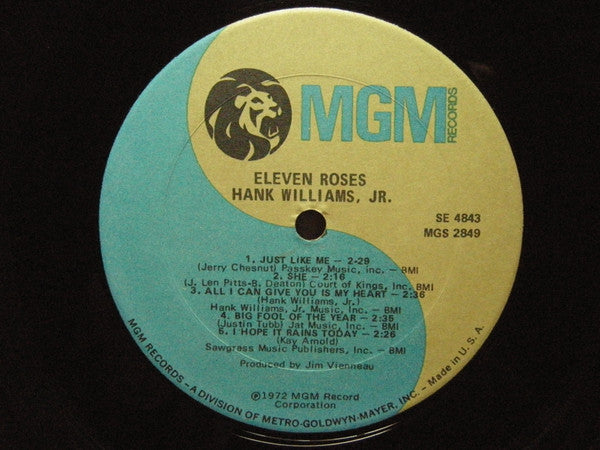 MGM
RECORDS
ELEVEN ROSES
HANK WILLIAMS, JR.
SE 4843
MGS 2849
1. JUST LIKE ME — 2:29
(Jerry Chesnut) Passkey Music, Inc. — BMI
2. SHE — 2:16
(J. Len Pitts-B. Deaton) Court of Kings, Inc. — BMI
3. ALL I CAN GIVE YOU IS MY HEART — 2:36
(Hank Williams, Jr.)
Hank Williams, Jr. Music, Inc. — BMI
4. BIG FOOL OF THE YEAR — 2:35
(Justin Tubb) Jat Music, Inc. — BMI
5. I HOPE IT RAINS TODAY — 2:26
(Kay Arnold)
Sawgrass Music Publishers, Inc. — BMI
Produced by Jim Vienneau
©1972 MGM Record
Corporation
MGM RECORDS — A DIVISION OF METRO-GOLDWYN-MAYER, INC. — Made in U.S.A.